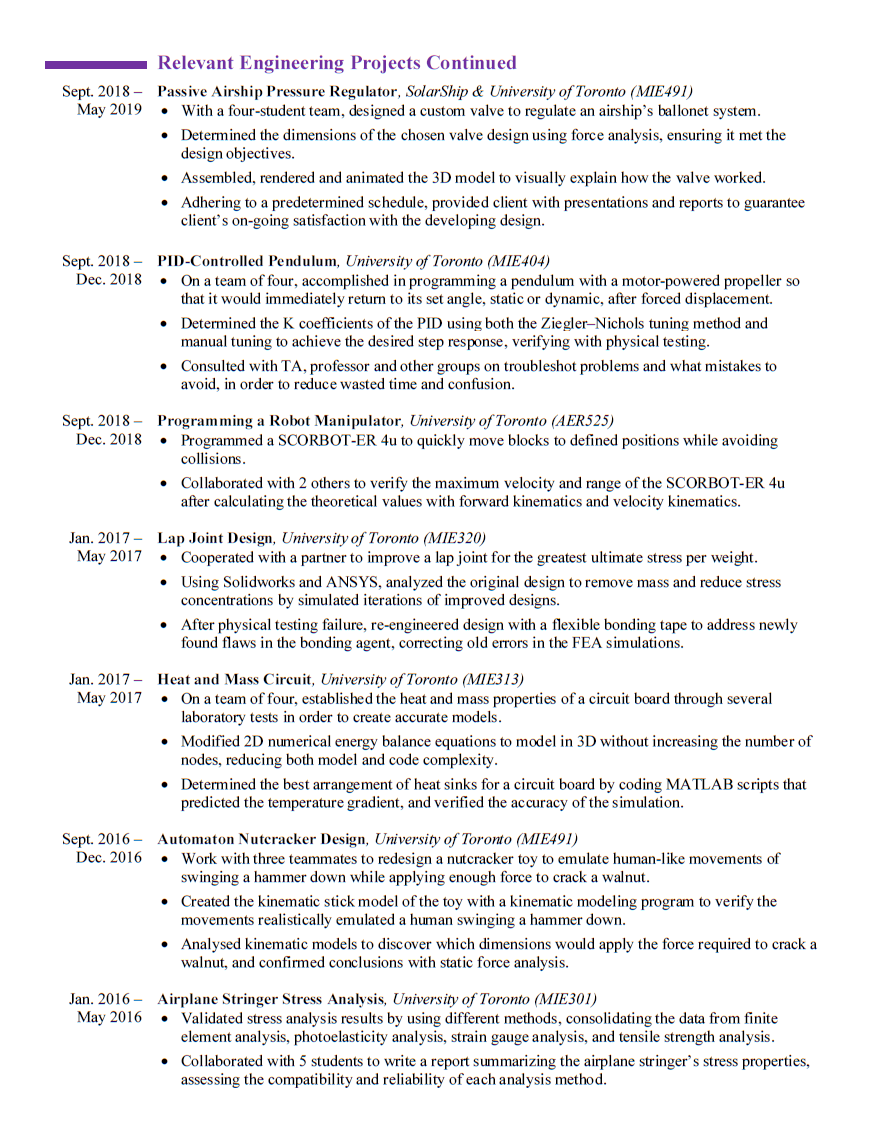 Relevant Engineering Projects Continued
Sept. 2018 – Passive Airship Pressure Regulator, SolarShip & University of Toronto (MIE491)
May 2019 • With a four-student team, designed a custom valve to regulate an airship's ballonet system.
• Determined the dimensions of the chosen valve design using force analysis, ensuring it met the
design objectives.
• Assembled, rendered and animated the 3D model to visually explain how the valve worked.
• Adhering to a predetermined schedule, provided client with presentations and reports to guarantee
client's on-going satisfaction with the developing design.
Sept. 2018 – PID-Controlled Pendulum, University of Toronto (MIE404)
Dec. 2018 • On a team of four, accomplished in programming a pendulum with a motor-powered propeller so
that it would immediately return to its set angle, static or dynamic, after forced displacement.
• Determined the K coefficients of the PID using both the Ziegler–Nichols tuning method and
manual tuning to achieve the desired step response, verifying with physical testing.
• Consulted with TA, professor and other groups on troubleshot problems and what mistakes to
avoid, in order to reduce wasted time and confusion.
Sept. 2018 – Programming a Robot Manipulator, University of Toronto (AER525)
Dec. 2018 • Programmed a SCORBOT-ER 4u to quickly move blocks to defined positions while avoiding
collisions.
• Collaborated with 2 others to verify the maximum velocity and range of the SCORBOT-ER 4u
after calculating the theoretical values with forward kinematics and velocity kinematics.
Jan. 2017 – Lap Joint Design, University of Toronto (MIE320)
May 2017 • Cooperated with a partner to improve a lap joint for the greatest ultimate stress per weight.
• Using Solidworks and ANSYS, analyzed the original design to remove mass and reduce stress
concentrations by simulated iterations of improved designs.
• After physical testing failure, re-engineered design with a flexible bonding tape to address newly
found flaws in the bonding agent, correcting old errors in the FEA simulations.
Jan. 2017 – Heat and Mass Circuit, University of Toronto (MIE313)
May 2017 • On a team of four, established the heat and mass properties of a circuit board through several
laboratory tests in order to create accurate models.
• Modified 2D numerical energy balance equations to model in 3D without increasing the number of
nodes, reducing both model and code complexity.
• Determined the best arrangement of heat sinks for a circuit board by coding MATLAB scripts that
predicted the temperature gradient, and verified the accuracy of the simulation.
Sept. 2016 – Automaton Nutcracker Design, University of Toronto (MIE491)
Dec. 2016 • Work with three teammates to redesign a nutcracker toy to emulate human-like movements of
swinging a hammer down while applying enough force to crack a walnut.
• Created the kinematic stick model of the toy with a kinematic modeling program to verify the
movements realistically emulated a human swinging a hammer down.
• Analysed kinematic models to discover which dimensions would apply the force required to crack a
walnut, and confirmed conclusions with static force analysis.
Jan. 2016 – Airplane Stringer Stress Analysis, University of Toronto (MIE301)
May 2016 • Validated stress analysis results by using different methods, consolidating the data from finite
element analysis, photoelasticity analysis, strain gauge analysis, and tensile strength analysis.
• Collaborated with 5 students to write a report summarizing the airplane stringer's stress properties,
assessing the compatibility and reliability of each analysis method.